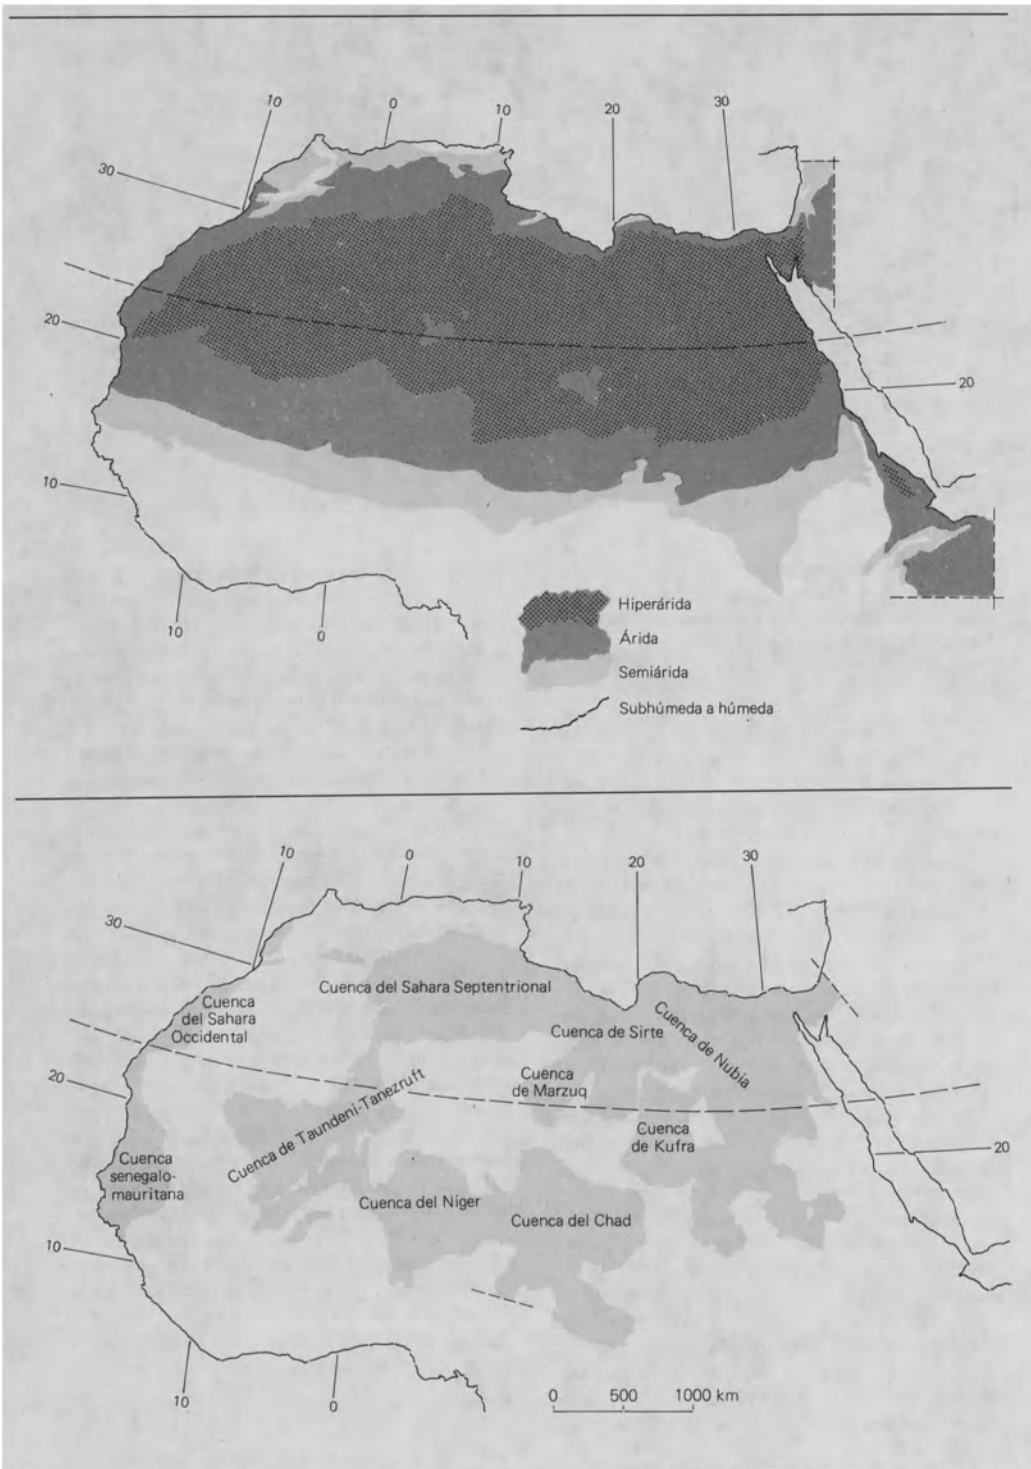 10
0
10
20
30
30
20
20
10
10
0
Hiperárida
Árida
Semiárida
Subhúmeda a húmeda
10
0
10
20
30
30
Cuenca del Sahara Septentrional
Cuenca
del Sahara
Occidental
Cuenca de Sirte
Cuenca de Nubia
20
Cuenca
de Marzuq
Cuenca de Taundeni-Tanezruft
Cuenca
de Kufra
20
Cuenca
senegalo-
mauritana
Cuenca del Niger
Cuenca del Chad
10
10
0
0 500 1000 km